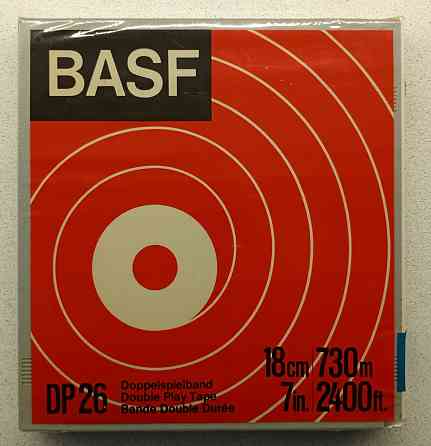 BASF
18cm/730m
7in. 2400ft.
DP 26
Doppelspielband
Double Play Tape
Bande Double Durée